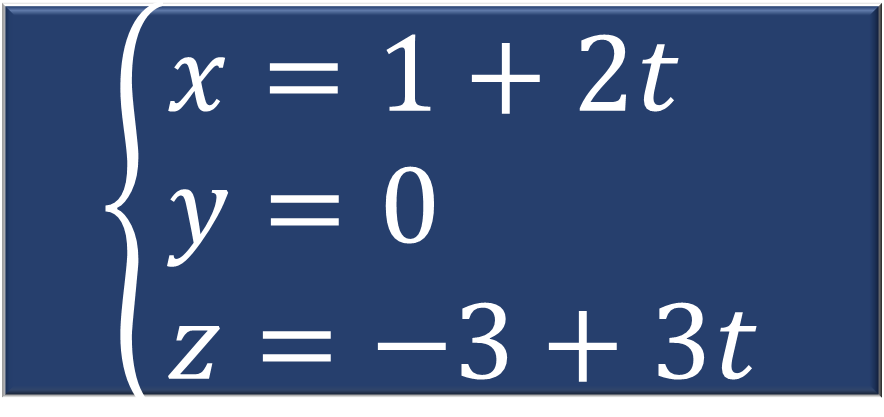 x = 1 + 2t
y = 0
z = −3 + 3t